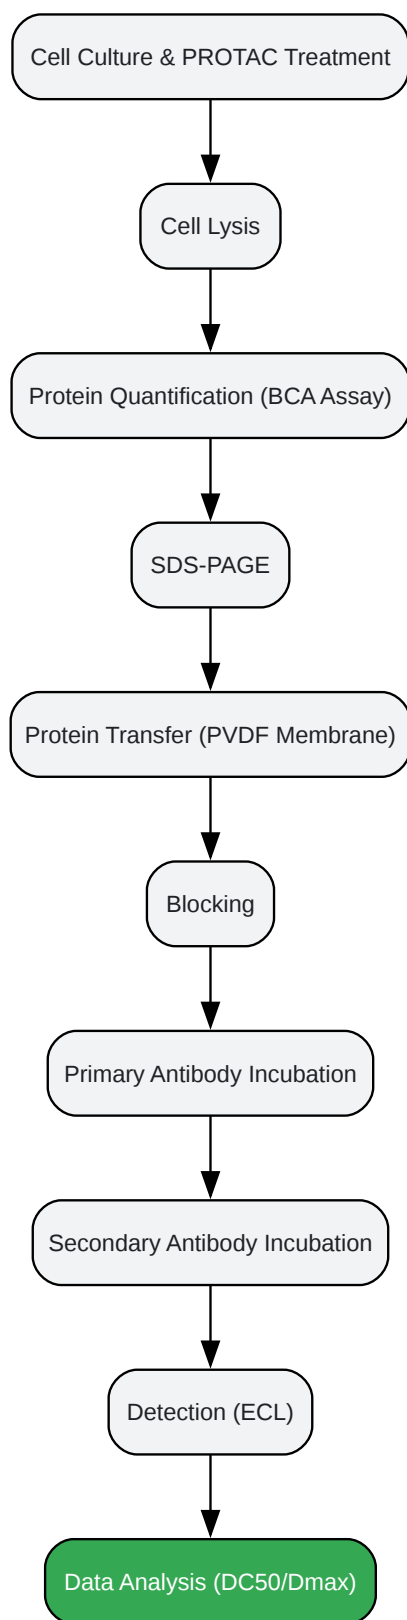 Cell Culture & PROTAC Treatment
Cell Lysis
Protein Quantification (BCA Assay)
SDS-PAGE
Protein Transfer (PVDF Membrane)
Blocking
Primary Antibody Incubation
Secondary Antibody Incubation
Detection (ECL)
Data Analysis (DC50/Dmax)